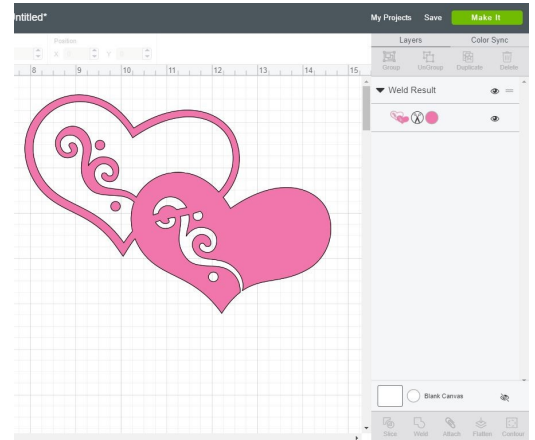 Untitled*
My Projects Save Make It
Layers Color Sync
Position
X Y
Group UnGroup Duplicate Delete
8 9 10 11 12 13 14 15
Weld Result
Blank Canvas
Slice Weld Attach Flatten Contour